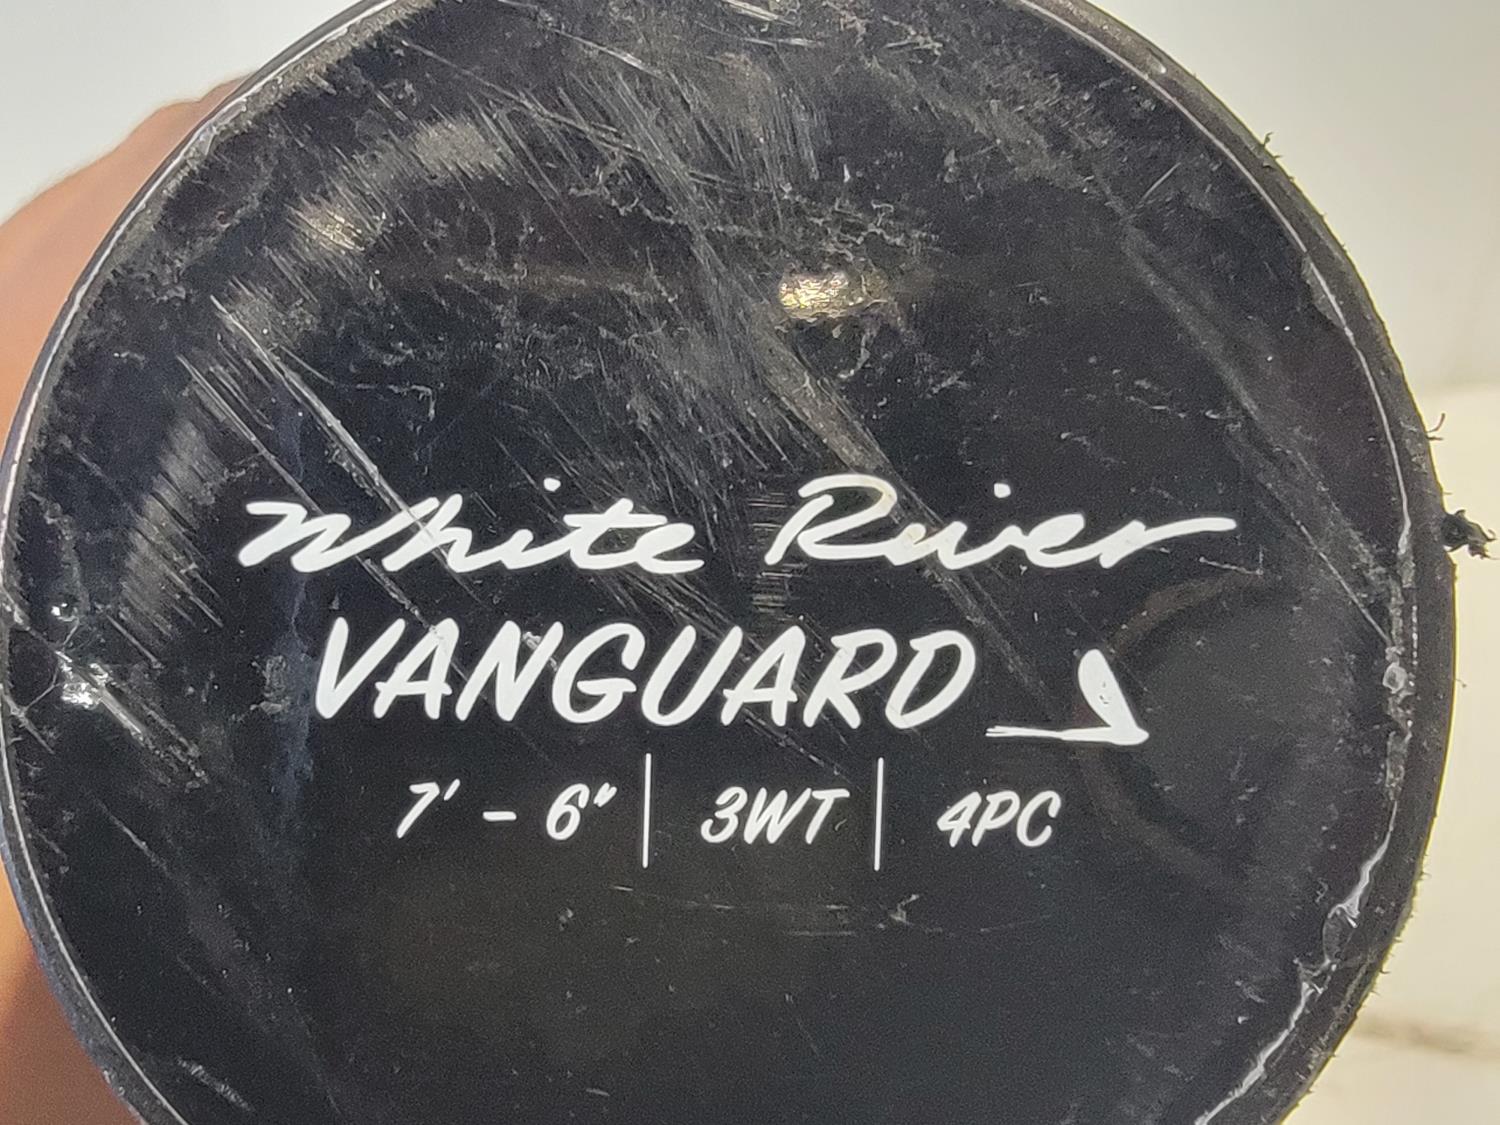 White River
VANGUARD
7' - 6" | 3WT | 4PC